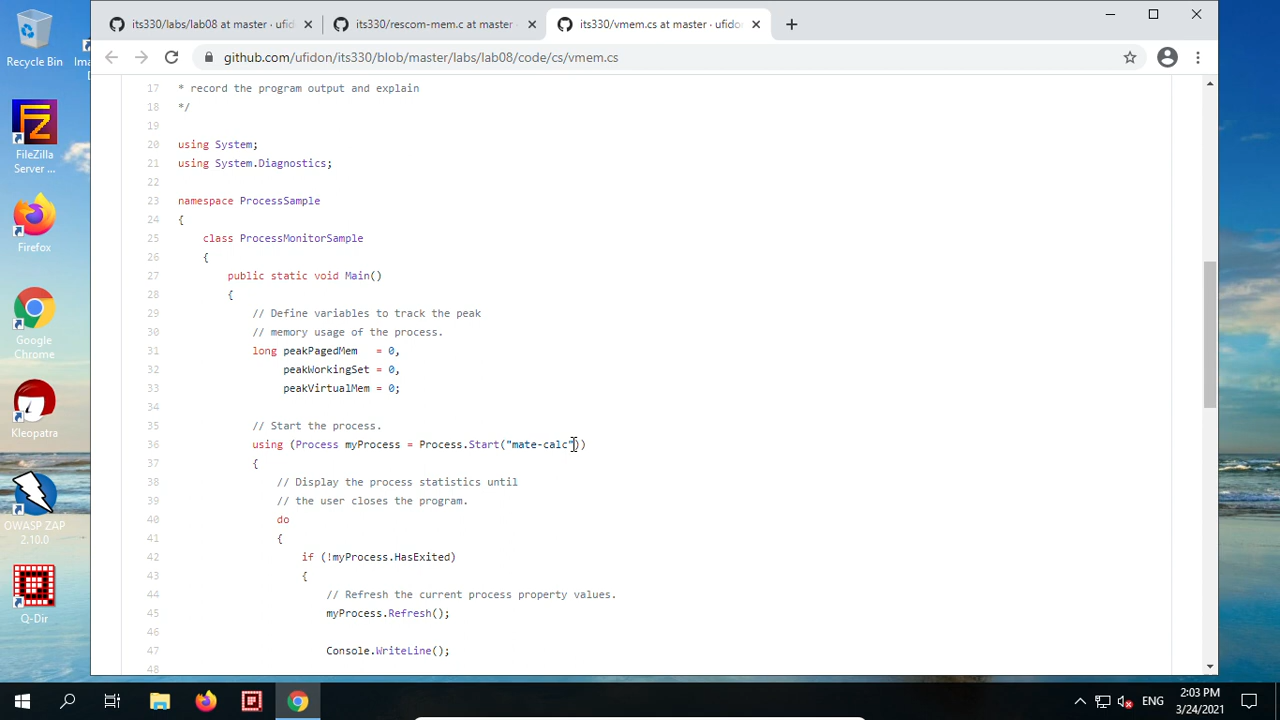 Recycle Bin
Ima
D
FileZilla
Server ...
Firefox
Google
Chrome
Kleopatra
OWASP ZAP
2.10.0
Q-Dir
its330/labs/lab08 at master · ufid
its330/rescom-mem.c at master
its330/vmem.cs at master · ufido
github.com/ufidon/its330/blob/master/labs/lab08/code/cs/vmem.cs
17 * record the program output and explain
18 */
19
20 using System;
21 using System.Diagnostics;
22
23 namespace ProcessSample
24 {
25 class ProcessMonitorSample
26 {
27 public static void Main()
28 {
29 // Define variables to track the peak
30 // memory usage of the process.
31 long peakPagedMem = 0,
32 peakWorkingSet = 0,
33 peakVirtualMem = 0;
34
35 // Start the process.
36 using (Process myProcess = Process.Start("mate-calc"))
37 {
38 // Display the process statistics until
39 // the user closes the program.
40 do
41 {
42 if (!myProcess.HasExited)
43 {
44 // Refresh the current process property values.
45 myProcess.Refresh();
46
47 Console.WriteLine();
48
ENG
2:03 PM
3/24/2021